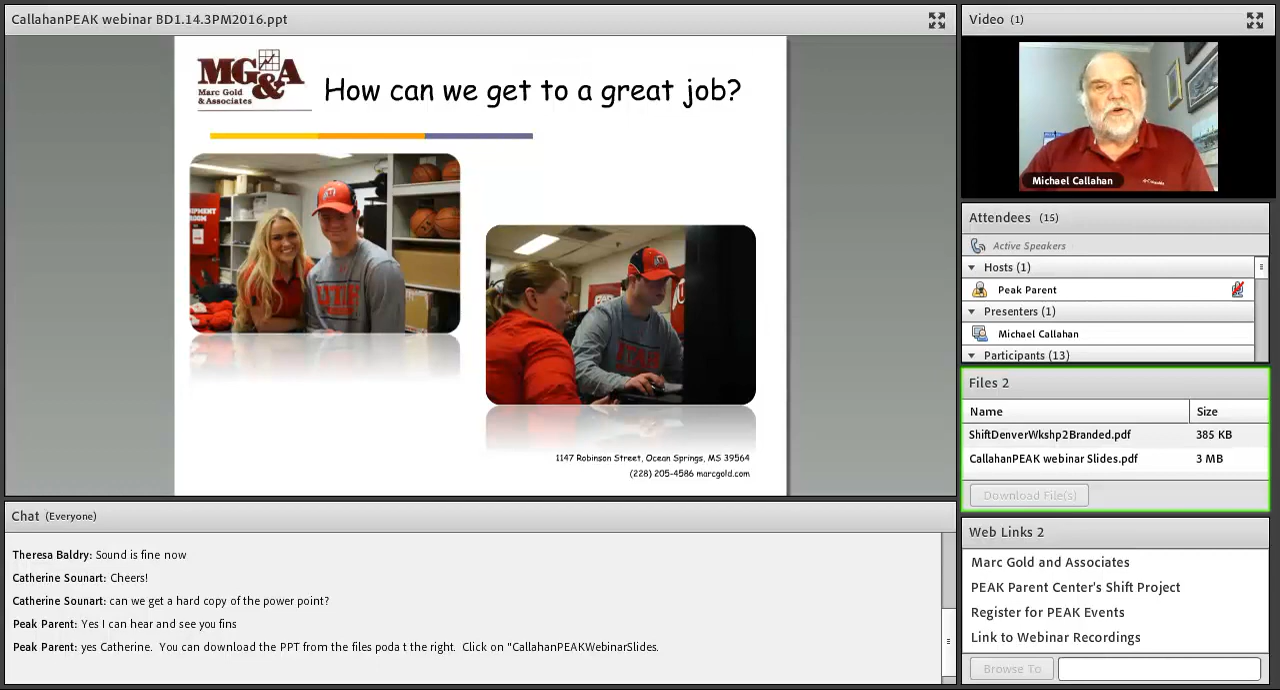 CallahanPEAK webinar BD1.14.3PM2016.ppt
MG&A
Marc Gold
& Associates
How can we get to a great job?
UTAH
UTAH
1147 Robinson Street, Ocean Springs, MS 39564
(228) 205-4586 marcgold.com
Video (1)
Michael Callahan
Columbia
Attendees (15)
Active Speakers
Hosts (1)
Peak Parent
Presenters (1)
Michael Callahan
Participants (13)
Files 2
Name Size
ShiftDenverWkshp2Branded.pdf 385 KB
CallahanPEAK webinar Slides.pdf 3 MB
Download File(s)
Chat (Everyone)
Theresa Baldry: Sound is fine now
Catherine Sounart: Cheers!
Catherine Sounart: can we get a hard copy of the power point?
Peak Parent: Yes I can hear and see you fins
Peak Parent: yes Catherine. You can download the PPT from the files poda t the right. Click on "CallahanPEAKWebinarSlides.
Web Links 2
Marc Gold and Associates
PEAK Parent Center's Shift Project
Register for PEAK Events
Link to Webinar Recordings
Browse To